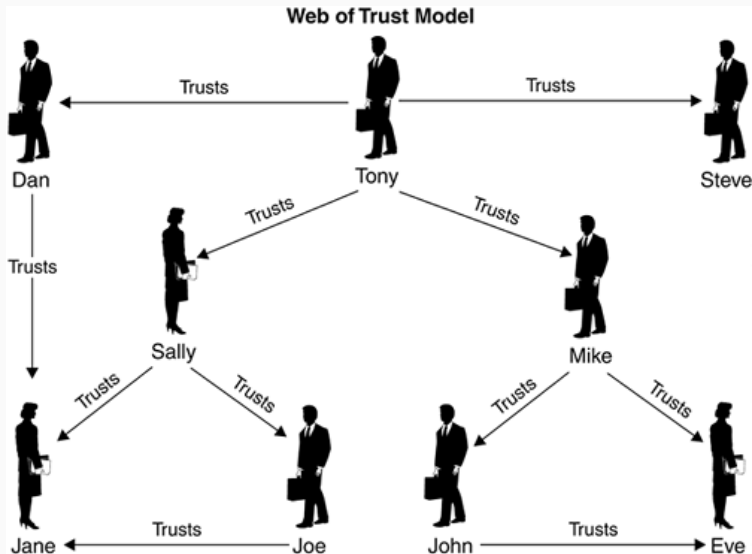 Web of Trust Model
Trusts
Trusts
Dan
Tony
Steve
Trusts
Trusts
Trusts
Sally
Mike
Trusts
Trusts
Trusts
Trusts
Trusts
Trusts
Jane
Joe
John
Eve